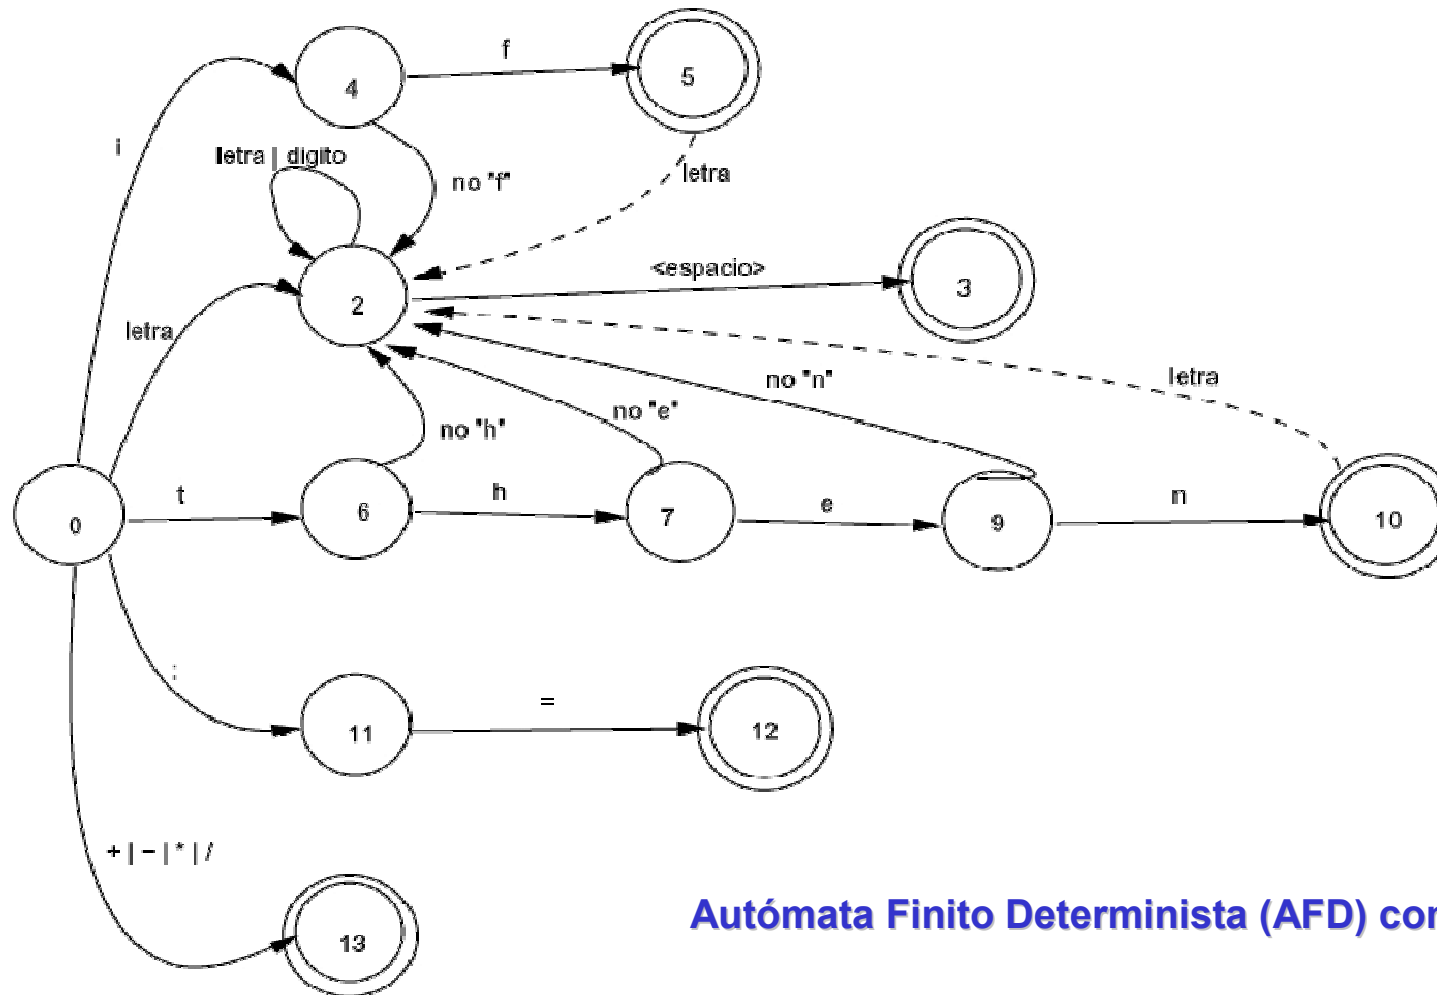 f
4
5
i
letra | digito
no "f"
letra
<espacio>
2
3
letra
no "n"
letra
no "e"
no "h"
t
h
e
n
0
6
7
9
10
:
=
11
12
+ | - | * | /
13
Autómata Finito Determinista (AFD) con